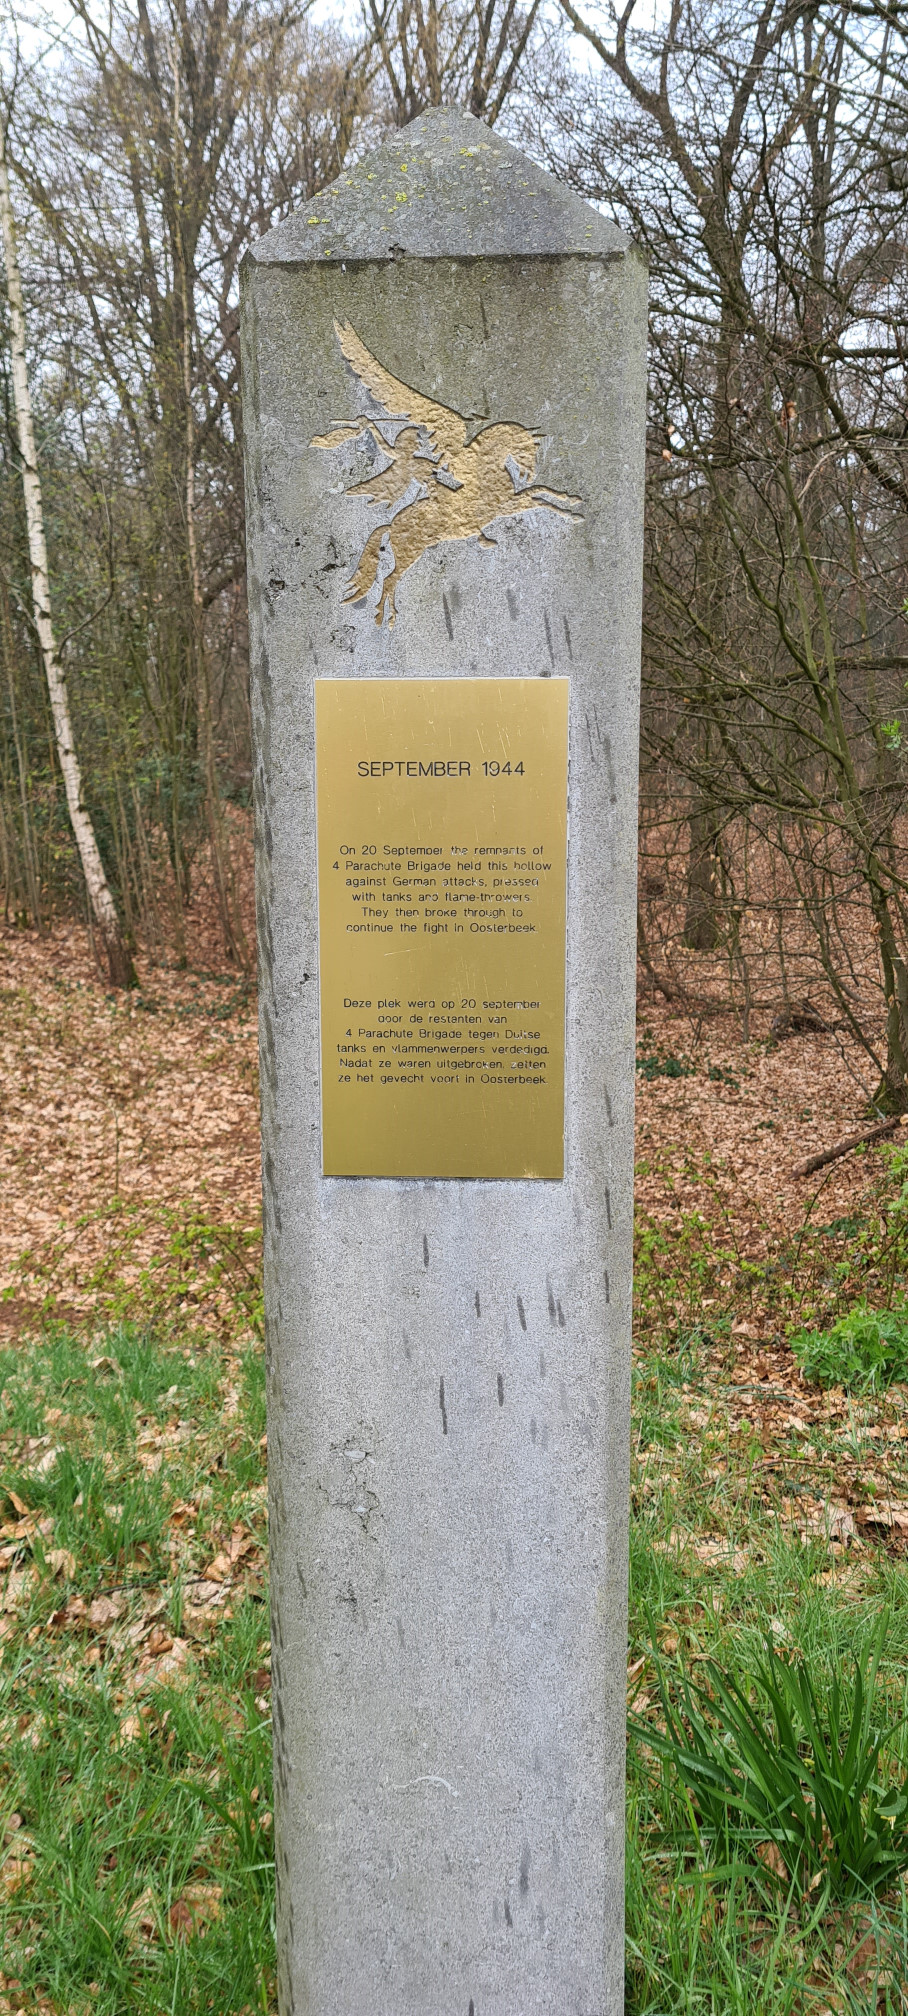 SEPTEMBER 1944
On 20 September the remnants of
4 Parachute Brigade held this hollow
against German attacks, pressed
with tanks and flame-throwers.
They then broke through to
continue the fight in Oosterbeek.
Deze plek werd op 20 september
door de restanten van
4 Parachute Brigade tegen Duitse
tanks en vlammenwerpers verdedigd.
Nadat ze waren uitgebroken, zetten
ze het gevecht voort in Oosterbeek.